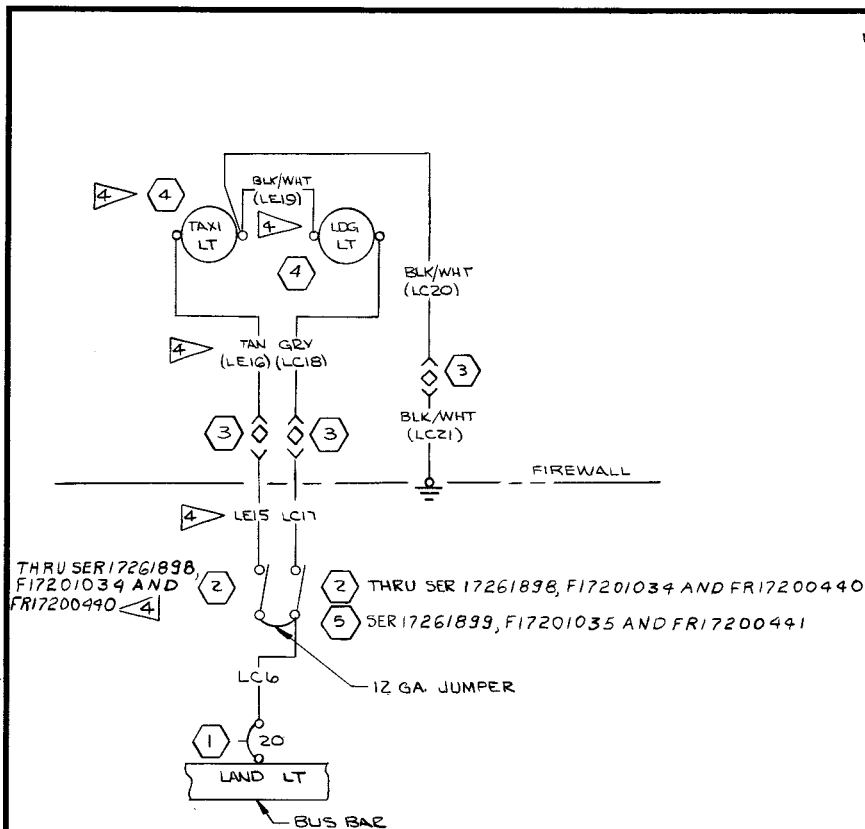 BLK/WHT
(LE19)
4
4
TAXI
LT
4
LDG
LT
4
BLK/WHT
(LC20)
4
TAN GRY
(LE16) (LC18)
3
3
3
BLK/WHT
(LC21)
FIREWALL
4
LE15 LC17
THRU SER 17261898,
F17201034 AND
FR17200440 4
2
2 THRU SER 17261898, F17201034 AND FR17200440
5 SER 17261899, F17201035 AND FR17200441
LC6
12 GA. JUMPER
1
20
LAND LT
BUS BAR